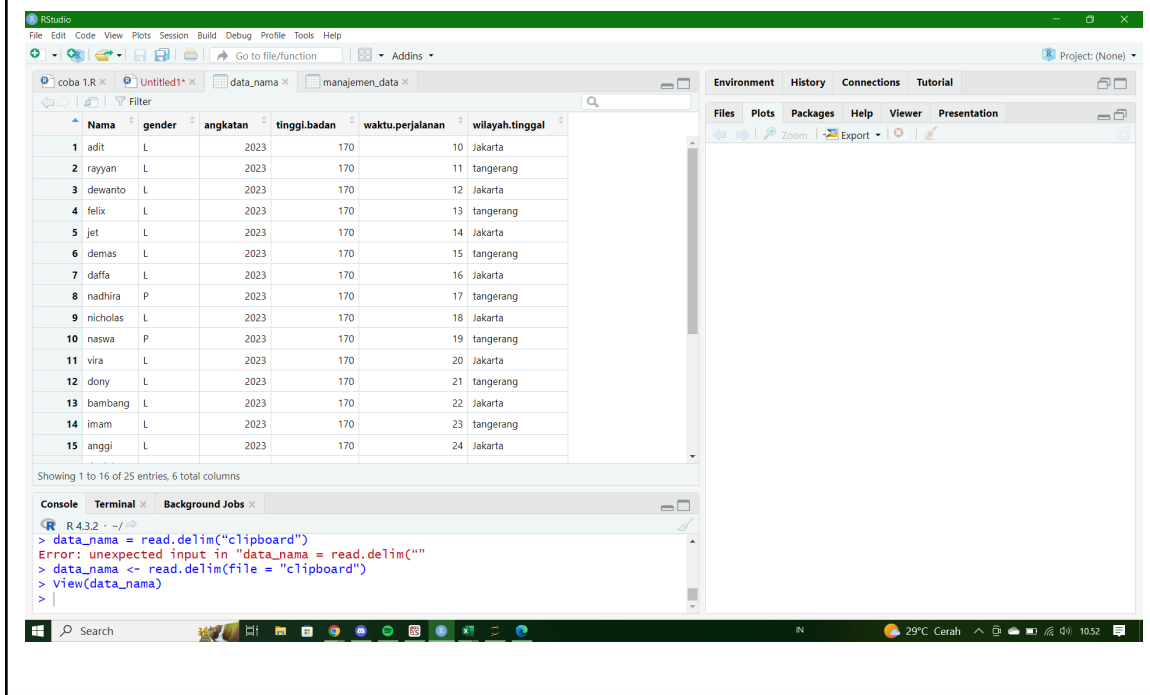 RStudio
File Edit Code View Plots Session Build Debug Profile Tools Help
Go to file/function Addins Project: (None)
coba 1.R Untitled1* data_nama manajemen_data
Filter
Nama gender angkatan tinggi.badan waktu.perjalanan wilayah.tinggal
1 adit L 2023 170 10 Jakarta
2 rayyan L 2023 170 11 tangerang
3 dewanto L 2023 170 12 Jakarta
4 felix L 2023 170 13 tangerang
5 jet L 2023 170 14 Jakarta
6 demas L 2023 170 15 tangerang
7 daffa L 2023 170 16 Jakarta
8 nadhira P 2023 170 17 tangerang
9 nicholas L 2023 170 18 Jakarta
10 naswa P 2023 170 19 tangerang
11 vira L 2023 170 20 Jakarta
12 dony L 2023 170 21 tangerang
13 bambang L 2023 170 22 Jakarta
14 imam L 2023 170 23 tangerang
15 anggi L 2023 170 24 Jakarta
Showing 1 to 16 of 25 entries, 6 total columns
Console Terminal Background Jobs
R 4.3.2 · ~/
> data_nama = read.delim(“clipboard”)
Error: unexpected input in "data_nama = read.delim(“"
> data_nama <- read.delim(file = "clipboard")
> View(data_nama)
>
Environment History Connections Tutorial
Files Plots Packages Help Viewer Presentation
Zoom Export
Search IN 29°C Cerah 10.52